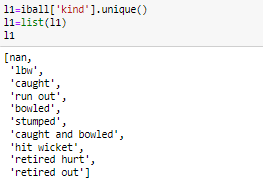 l1=iball['kind'].unique()
l1=list(l1)
l1
[nan,
'lbw',
'caught',
'run out',
'bowled',
'stumped',
'caught and bowled',
'hit wicket',
'retired hurt',
'retired out']